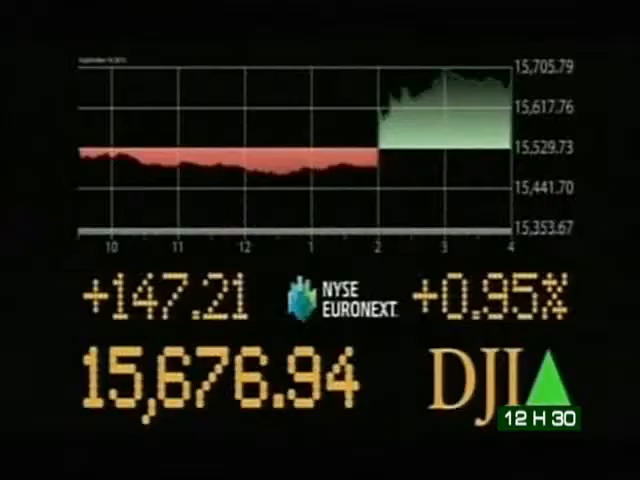 15,705.79
15,617.76
15,529.73
15,441.70
15,353.67
10 11 12 1 2 3 4
+147.21
NYSE
EURONEXT
+0.95%
15,676.94
DJI
12 H 30